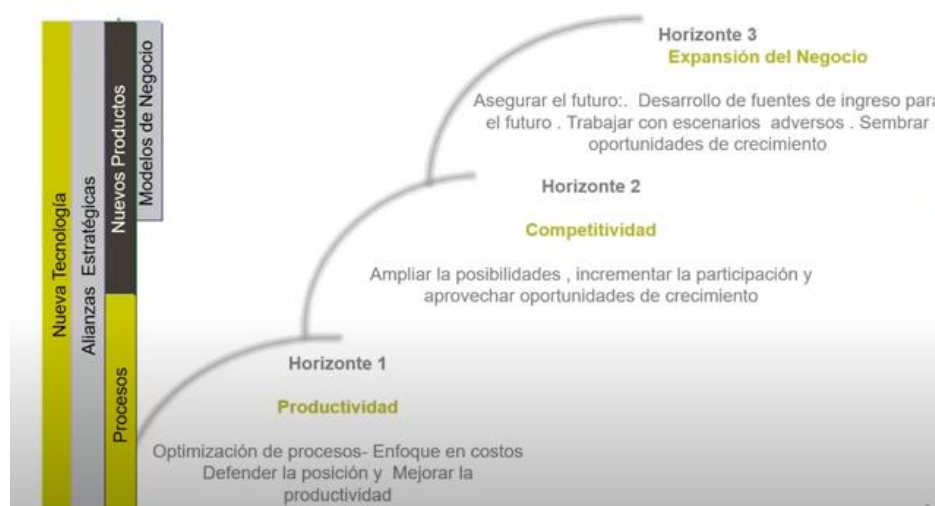 Nueva Tecnología
Alianzas Estratégicas
Procesos
Nuevos Productos
Modelos de Negocio
Horizonte 3
Expansión del Negocio
Asegurar el futuro:. Desarrollo de fuentes de ingreso para
el futuro . Trabajar con escenarios adversos . Sembrar
oportunidades de crecimiento
Horizonte 2
Competitividad
Ampliar la posibilidades , incrementar la participación y
aprovechar oportunidades de crecimiento
Horizonte 1
Productividad
Optimización de procesos- Enfoque en costos
Defender la posición y Mejorar la
productividad